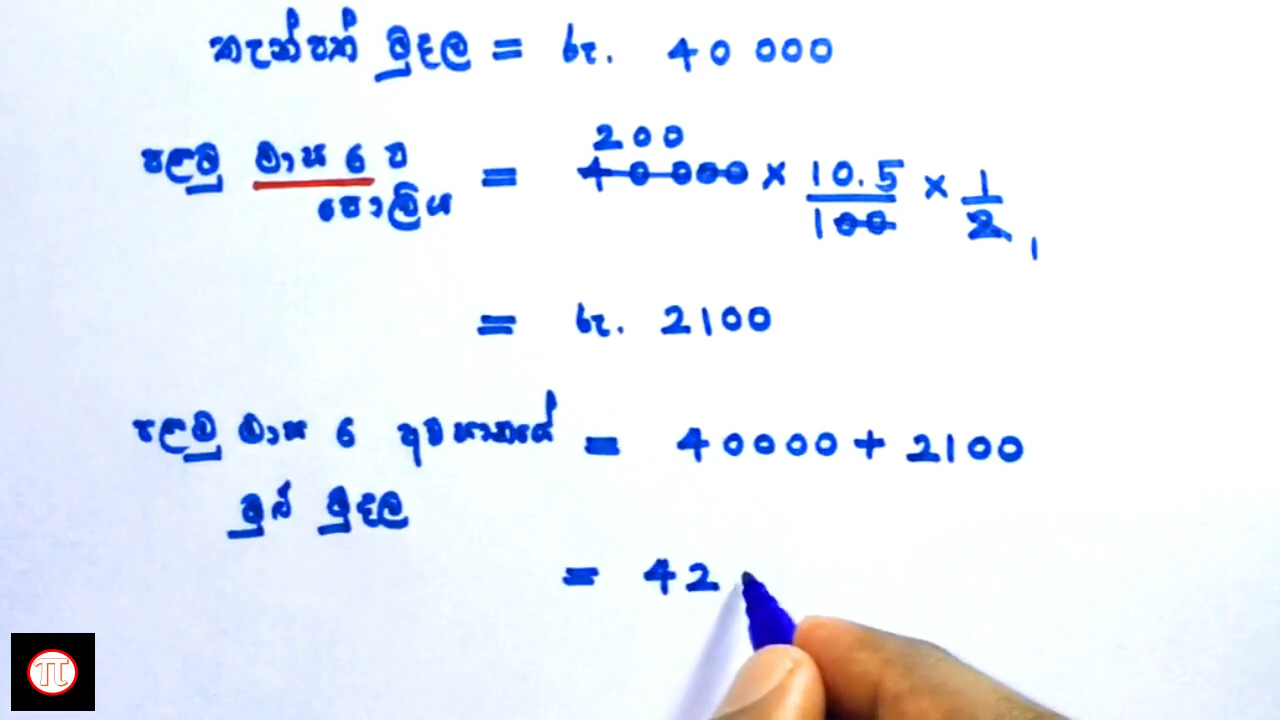 තැන්පත් මුදල = රු. 40 000
200
පළමු මාස 6 ට = 40 000 × 10.5/100 × 1/2 1
පොලිය
= රු. 2100
පළමු මාස 6 අවසානයේ = 40000 + 2100
මුළු මුදල
= 42
π